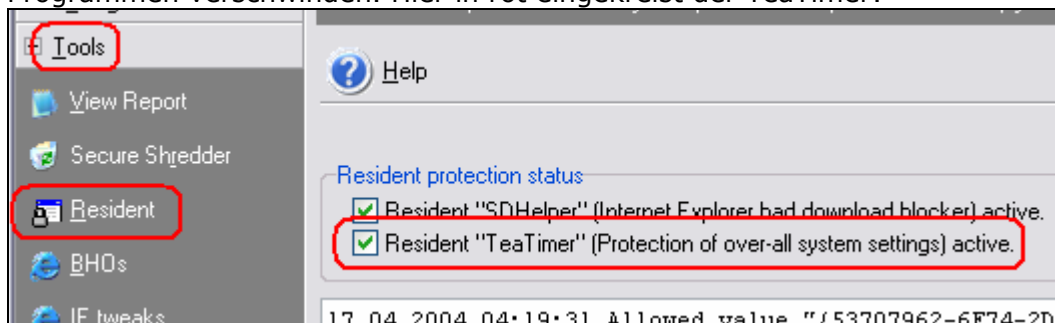 Programmen verschwinden. Hier in rot eingekreist der TeaTimer.
Tools
Help
View Report
Secure Shredder
Resident protection status
Resident "SDHelper" (Internet Explorer bad download blocker) active.
Resident
Resident "TeaTimer" (Protection of over-all system settings) active.
BHOs
IE tweaks
17.04.2004 04:19:31 Allowed value "{53707962-6F74-2D